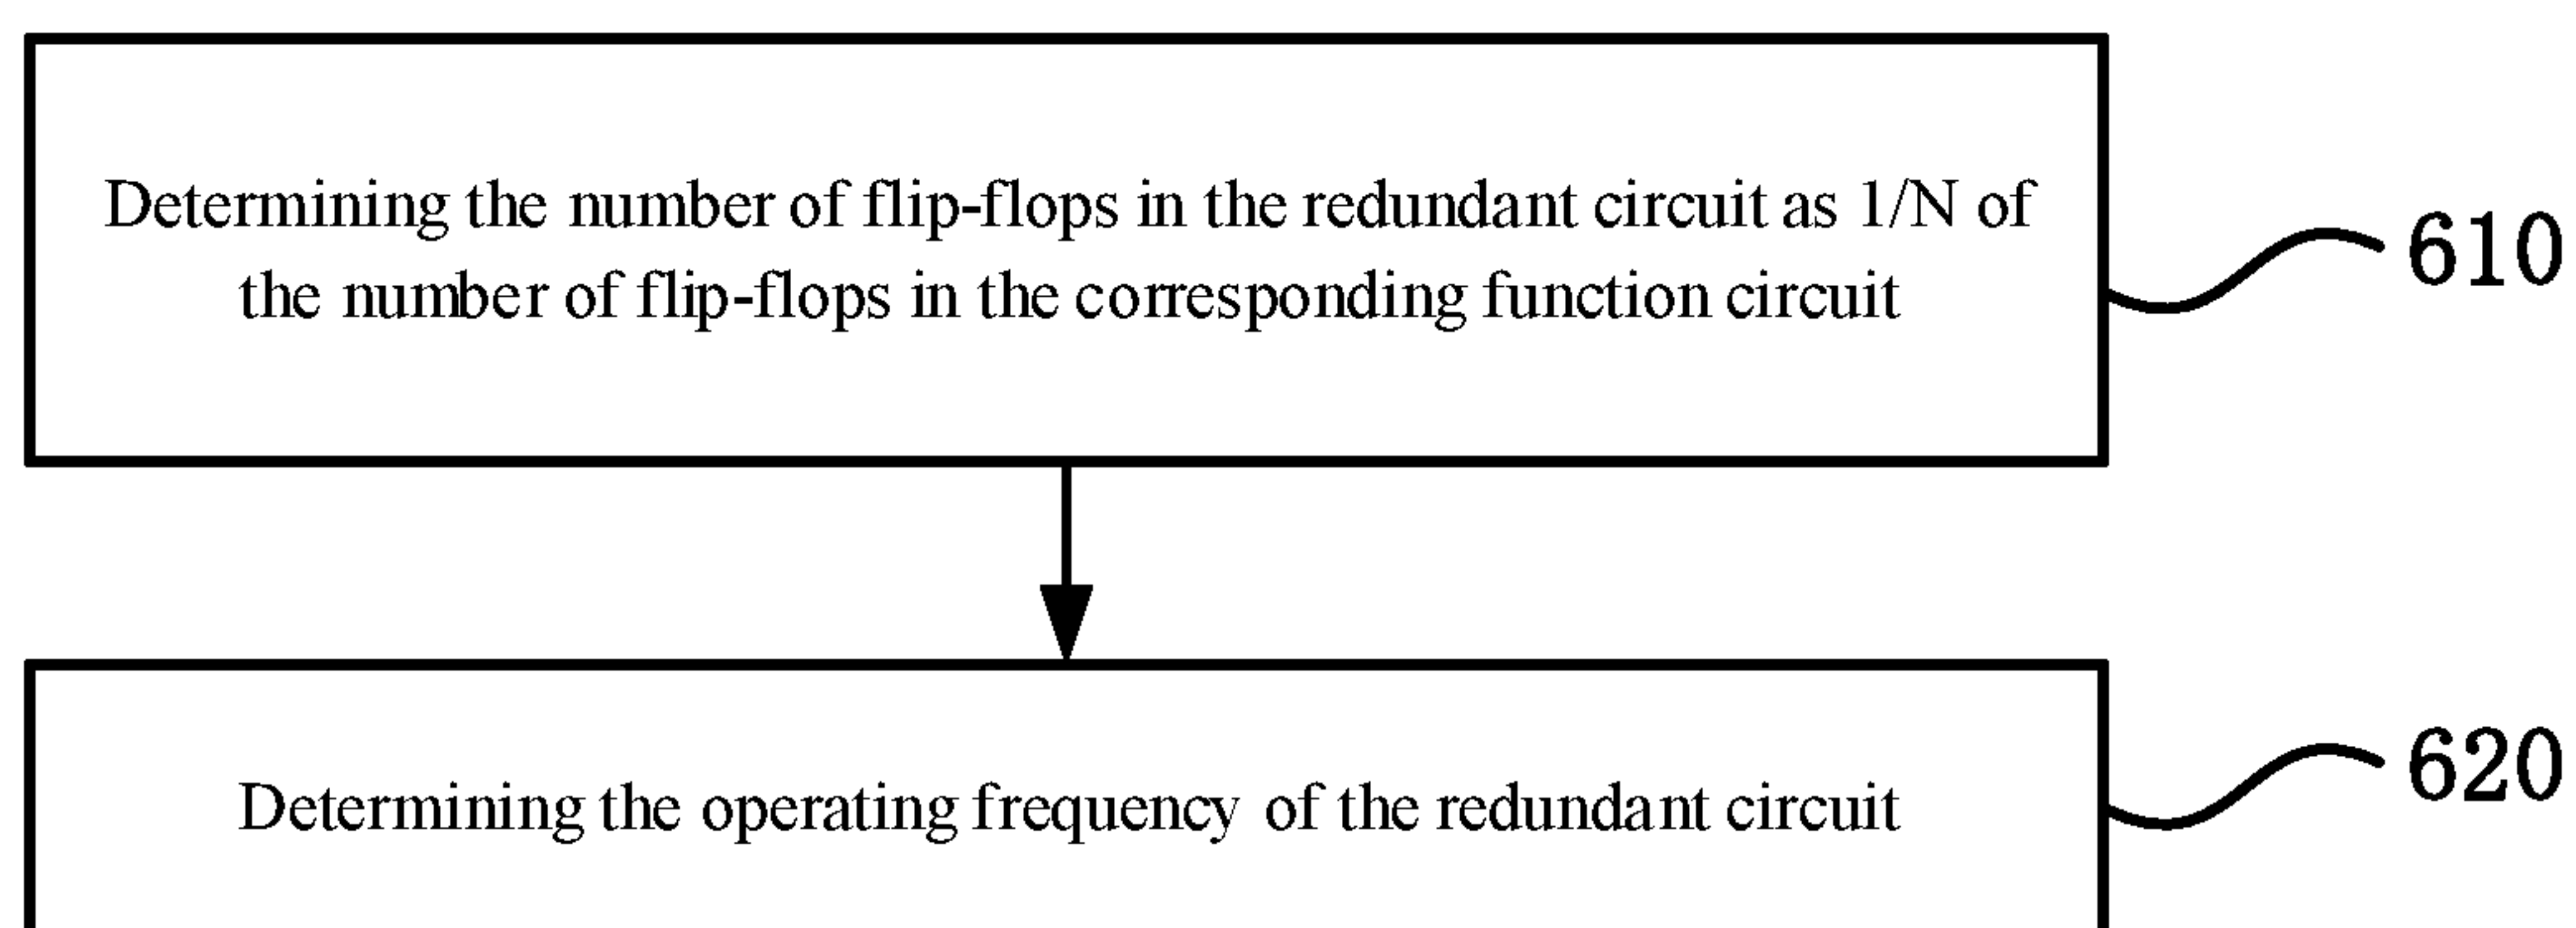 Determining the number of flip-flops in the redundant circuit as 1/N of
the number of flip-flops in the corresponding function circuit
610
Determining the operating frequency of the redundant circuit
620